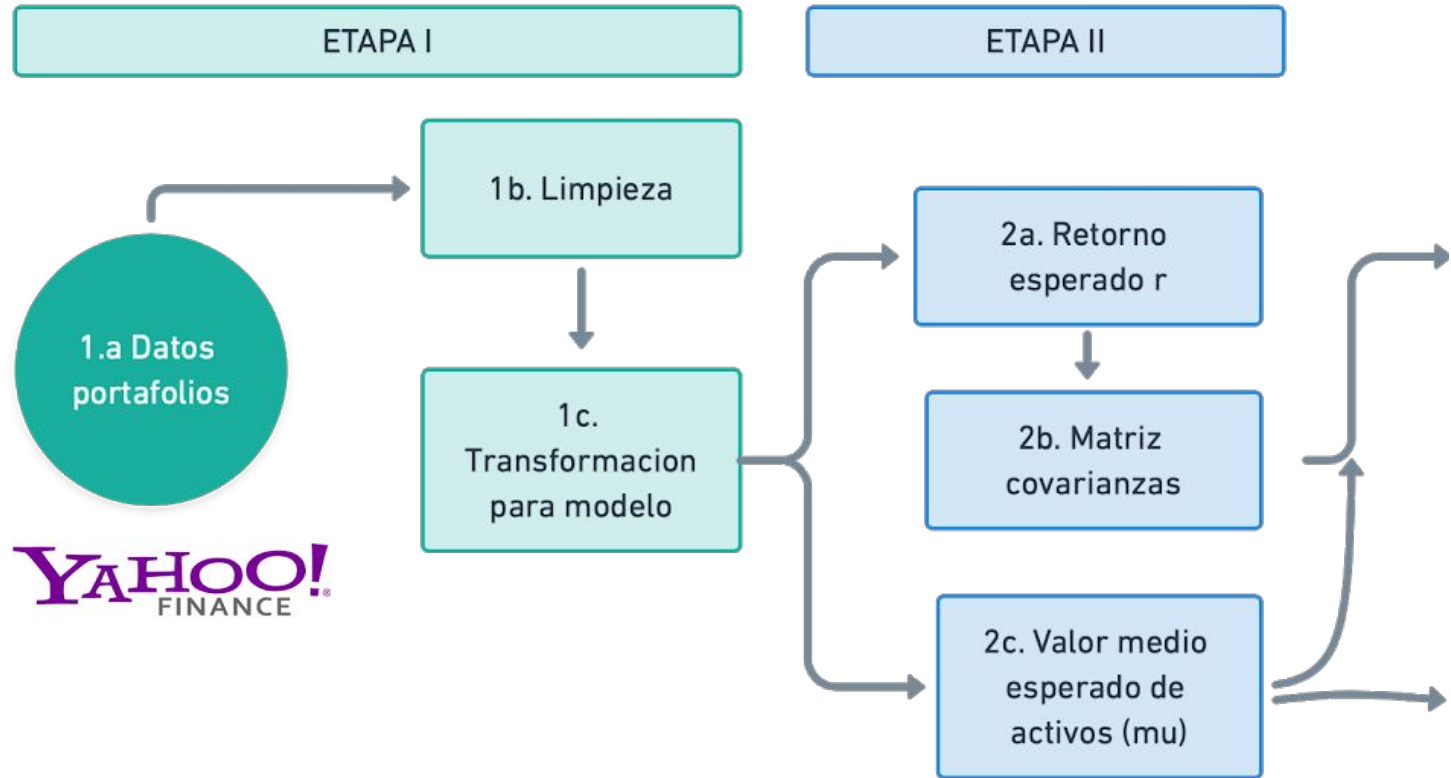 ETAPA I
ETAPA II
1b. Limpieza
1.a Datos
portafolios
1c.
Transformacion
para modelo
YAHOO!
FINANCE
2a. Retorno
esperado r
2b. Matriz
covarianzas
2c. Valor medio
esperado de
activos (mu)